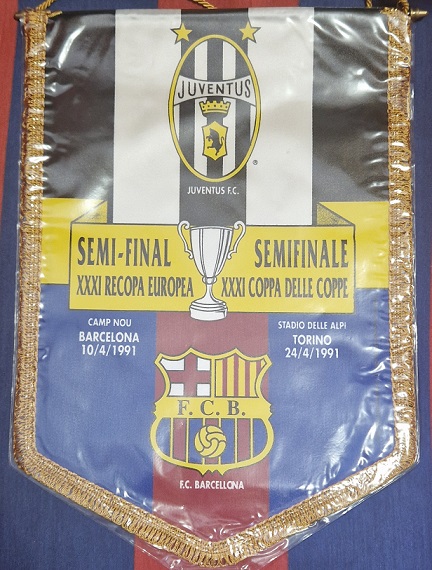 JUVENTUS
®
JUVENTUS F.C.
SEMI-FINAL
XXXI RECOPA EUROPEA
SEMIFINALE
XXXI COPPA DELLE COPPE
CAMP NOU
BARCELONA
10/4/1991
STADIO DELLE ALPI
TORINO
24/4/1991
F.C.B.
F.C. BARCELLONA